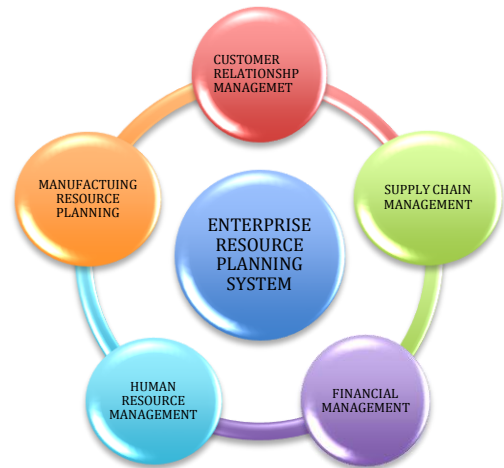 CUSTOMER
RELATIONSHP
MANAGEMET
MANUFACTUING
RESOURCE
PLANNING
SUPPLY CHAIN
MANAGEMENT
ENTERPRISE
RESOURCE
PLANNING
SYSTEM
HUMAN
RESOURCE
MANAGEMENT
FINANCIAL
MANAGEMENT